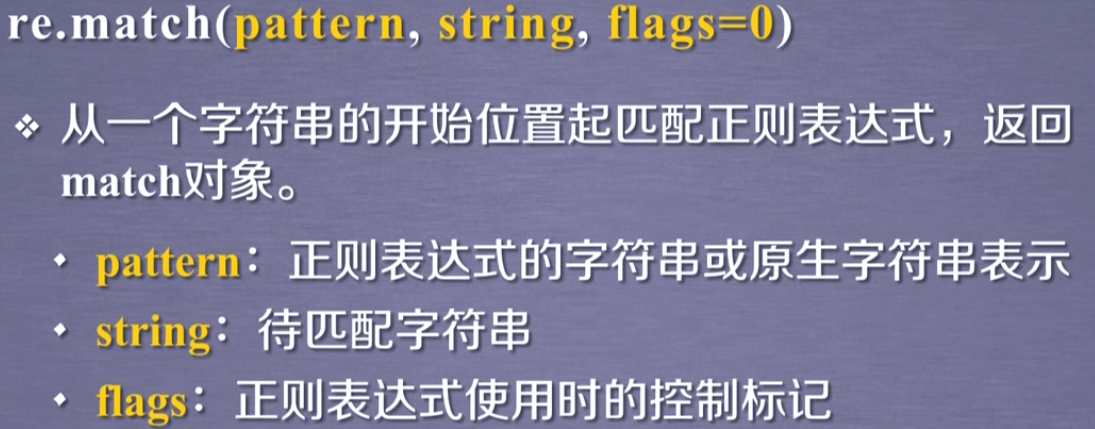 re.match(pattern, string, flags=0)
❖ 从一个字符串的开始位置起匹配正则表达式，返回
match对象。
• pattern：正则表达式的字符串或原生字符串表示
• string：待匹配字符串
• flags：正则表达式使用时的控制标记